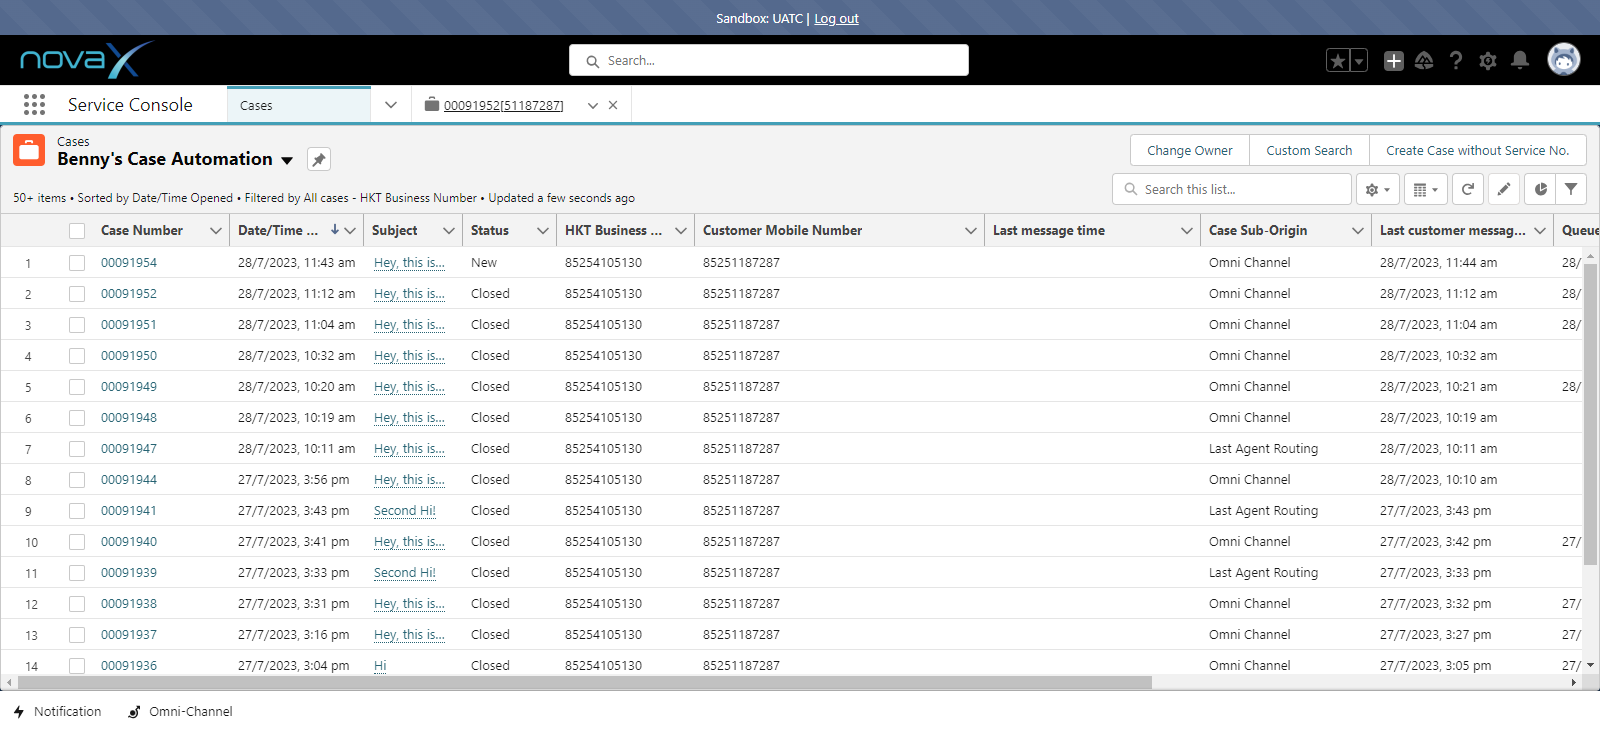 Sandbox: UATC | Log out
novaX
Search...
Service Console
Cases
00091952[51187287]
Cases
Benny's Case Automation
Change Owner
Custom Search
Create Case without Service No.
50+ items • Sorted by Date/Time Opened • Filtered by All cases - HKT Business Number • Updated a few seconds ago
Search this list...
Case Number Date/Time ... Subject Status HKT Business ... Customer Mobile Number Last message time Case Sub-Origin Last customer messag... Queue
1 00091954 28/7/2023, 11:43 am Hey, this is... New 85254105130 85251187287 Omni Channel 28/7/2023, 11:44 am 28/
2 00091952 28/7/2023, 11:12 am Hey, this is... Closed 85254105130 85251187287 Omni Channel 28/7/2023, 11:12 am 28/
3 00091951 28/7/2023, 11:04 am Hey, this is... Closed 85254105130 85251187287 Omni Channel 28/7/2023, 11:04 am 28/
4 00091950 28/7/2023, 10:32 am Hey, this is... Closed 85254105130 85251187287 Omni Channel 28/7/2023, 10:32 am
5 00091949 28/7/2023, 10:20 am Hey, this is... Closed 85254105130 85251187287 Omni Channel 28/7/2023, 10:21 am 28/
6 00091948 28/7/2023, 10:19 am Hey, this is... Closed 85254105130 85251187287 Omni Channel 28/7/2023, 10:19 am
7 00091947 28/7/2023, 10:11 am Hey, this is... Closed 85254105130 85251187287 Last Agent Routing 28/7/2023, 10:11 am
8 00091944 27/7/2023, 3:56 pm Hey, this is... Closed 85254105130 85251187287 Omni Channel 28/7/2023, 10:10 am
9 00091941 27/7/2023, 3:43 pm Second Hi! Closed 85254105130 85251187287 Last Agent Routing 27/7/2023, 3:43 pm
10 00091940 27/7/2023, 3:41 pm Hey, this is... Closed 85254105130 85251187287 Omni Channel 27/7/2023, 3:42 pm 27/
11 00091939 27/7/2023, 3:33 pm Second Hi! Closed 85254105130 85251187287 Last Agent Routing 27/7/2023, 3:33 pm
12 00091938 27/7/2023, 3:31 pm Hey, this is... Closed 85254105130 85251187287 Omni Channel 27/7/2023, 3:32 pm 27/
13 00091937 27/7/2023, 3:16 pm Hey, this is... Closed 85254105130 85251187287 Omni Channel 27/7/2023, 3:27 pm 27/
14 00091936 27/7/2023, 3:04 pm Hi Closed 85254105130 85251187287 Omni Channel 27/7/2023, 3:05 pm 27/
Notification
Omni-Channel